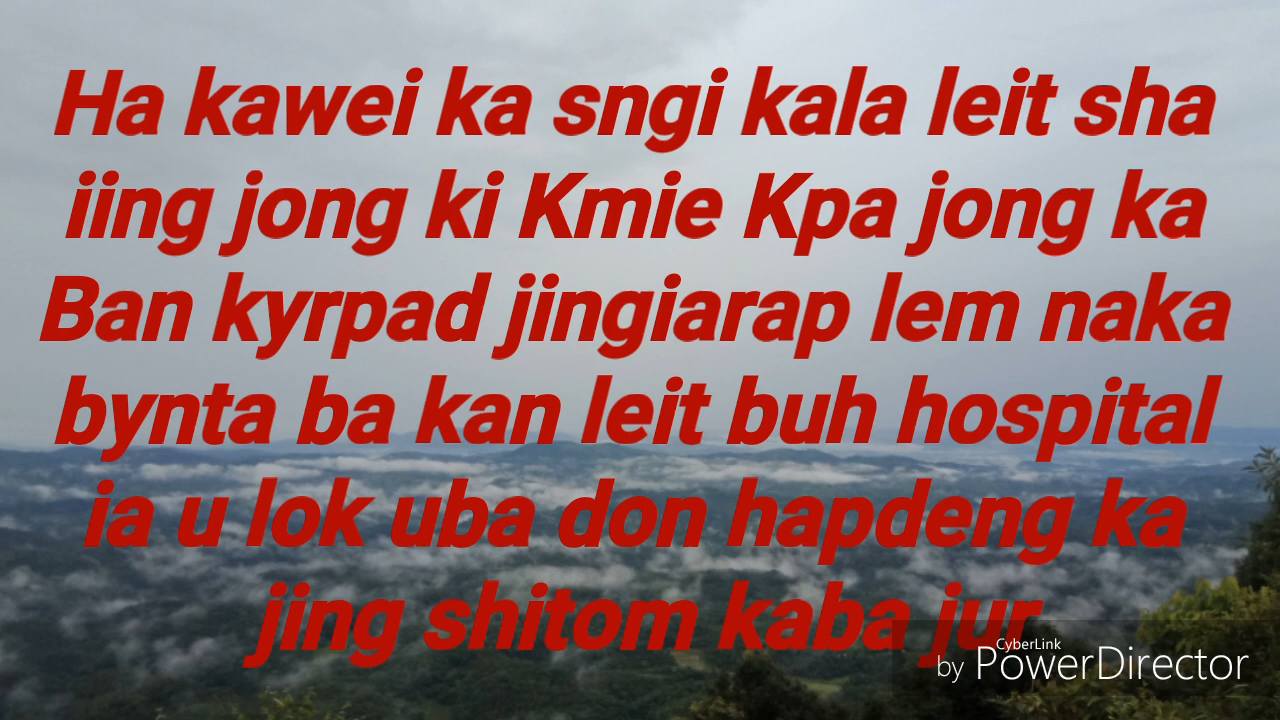 Ha kawei ka sngi kala leit sha
iing jong ki Kmie Kpa jong ka
Ban kyrpad jingiarap lem naka
bynta ba kan leit buh hospital
ia u lok uba don hapdeng ka
jing shitom kaba jur
CyberLink
by PowerDirector